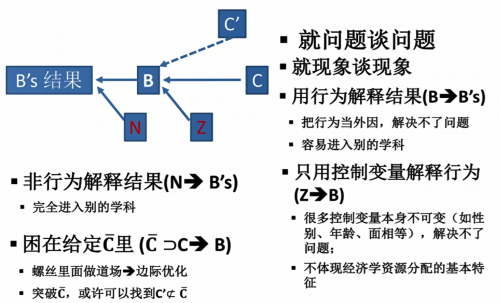 C’
B’s 结果
B
C
N
Z
▪ 非行为解释结果(N➔ B’s)
▪ 完全进入别的学科
▪ 困在给定C̄里 (C̄ ⊃C➔ B)
▪ 螺丝里面做道场➔边际优化
▪ 突破C̄，或许可以找到C’⊄ C̄
▪ 就问题谈问题
▪ 就现象谈现象
▪ 用行为解释结果(B➔B’s)
▪ 把行为当外因，解决不了问题
▪ 容易进入别的学科
▪ 只用控制变量解释行为
(Z➔B)
▪ 很多控制变量本身不可变（如性
别、年龄、面相等），解决不了
问题；
▪ 不体现经济学资源分配的基本特
征